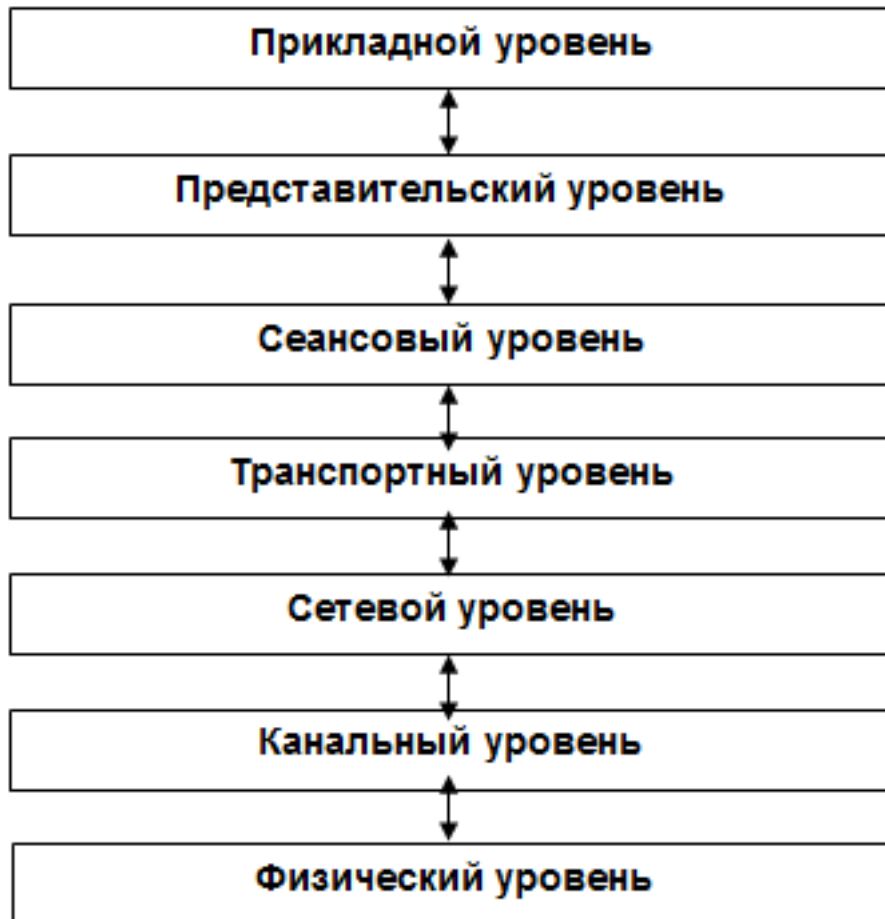 Прикладной уровень
Представительский уровень
Сеансовый уровень
Транспортный уровень
Сетевой уровень
Канальный уровень
Физический уровень